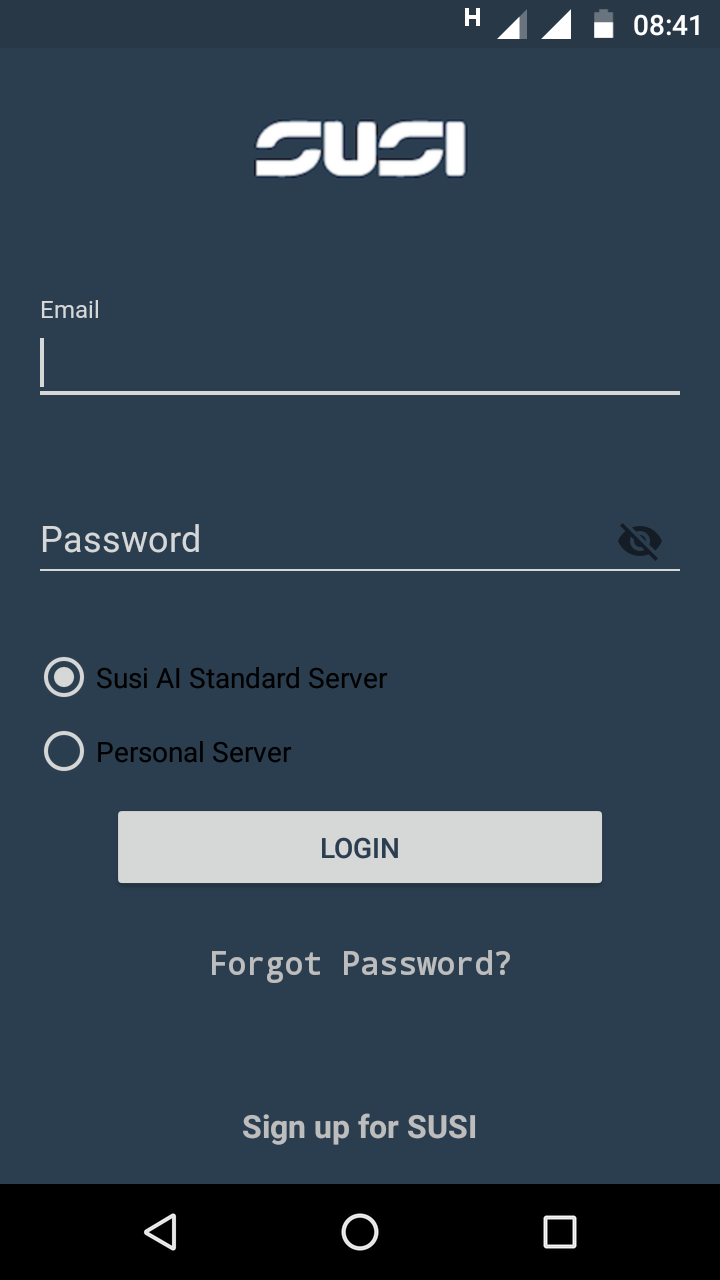 H 08:41
SUSI
Email
Password
Susi AI Standard Server
Personal Server
LOGIN
Forgot Password?
Sign up for SUSI